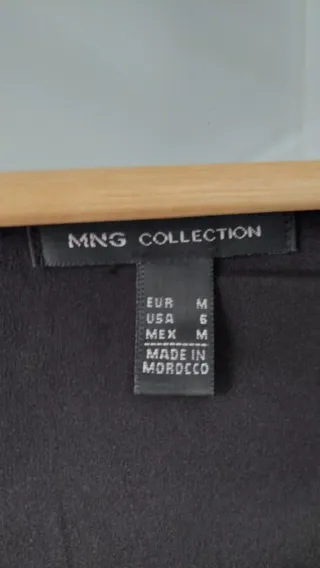 MNG COLLECTION
EUR M
USA 6
MEX M
MADE IN
MOROCCO